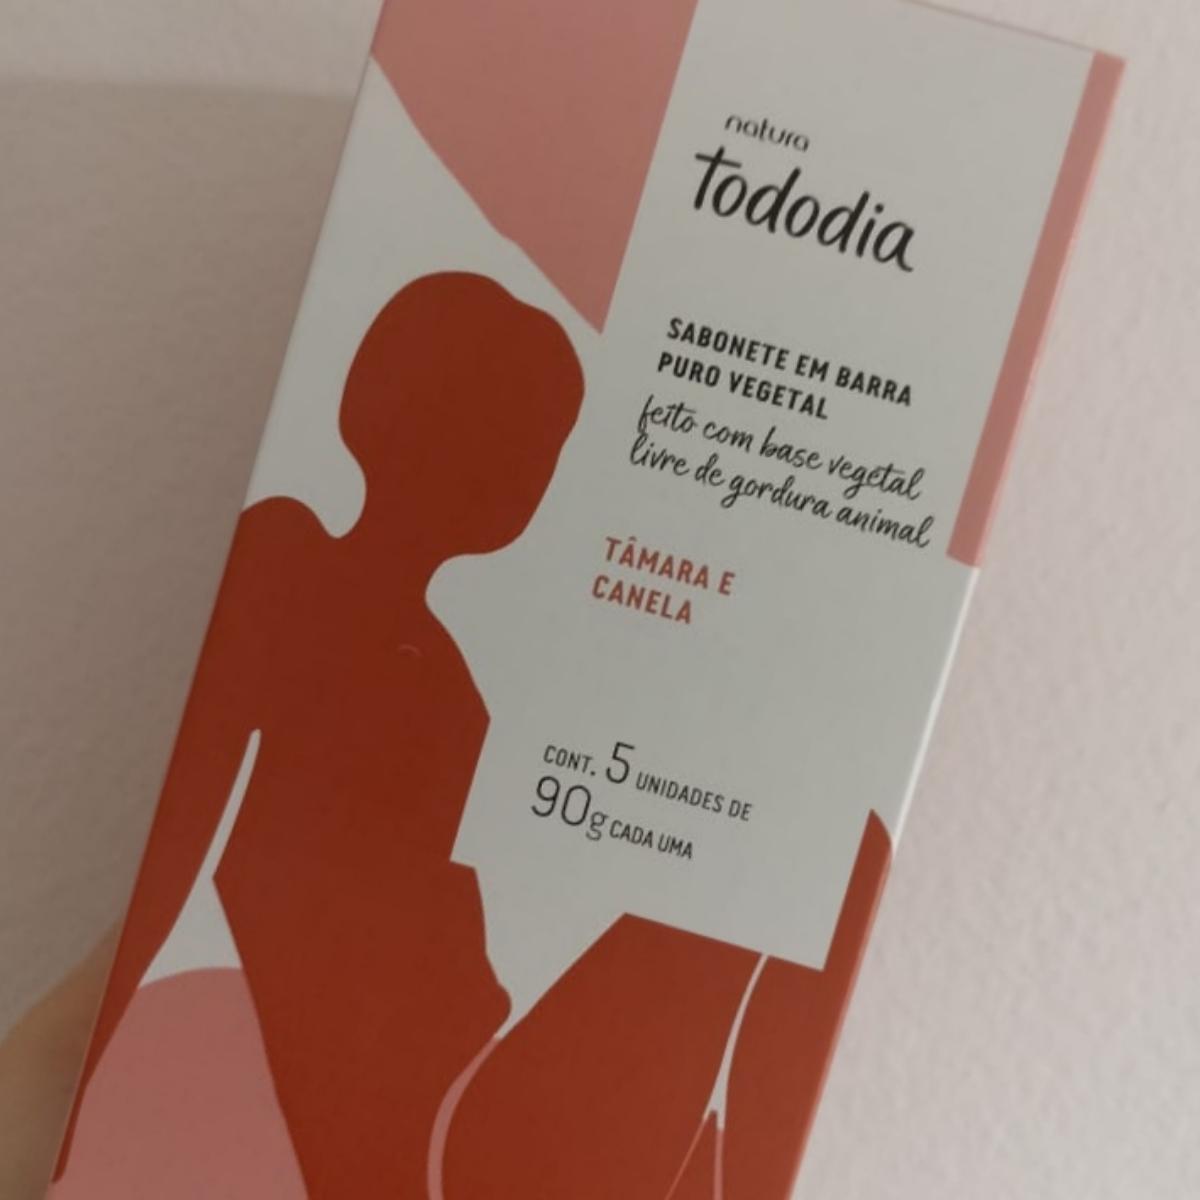 natura
Tododia
SABONETE EM BARRA
PURO VEGETAL
feito com base vegetal
livre de gordura animal
TÂMARA E
CANELA
CONT. 5 UNIDADES DE
90g CADA UMA